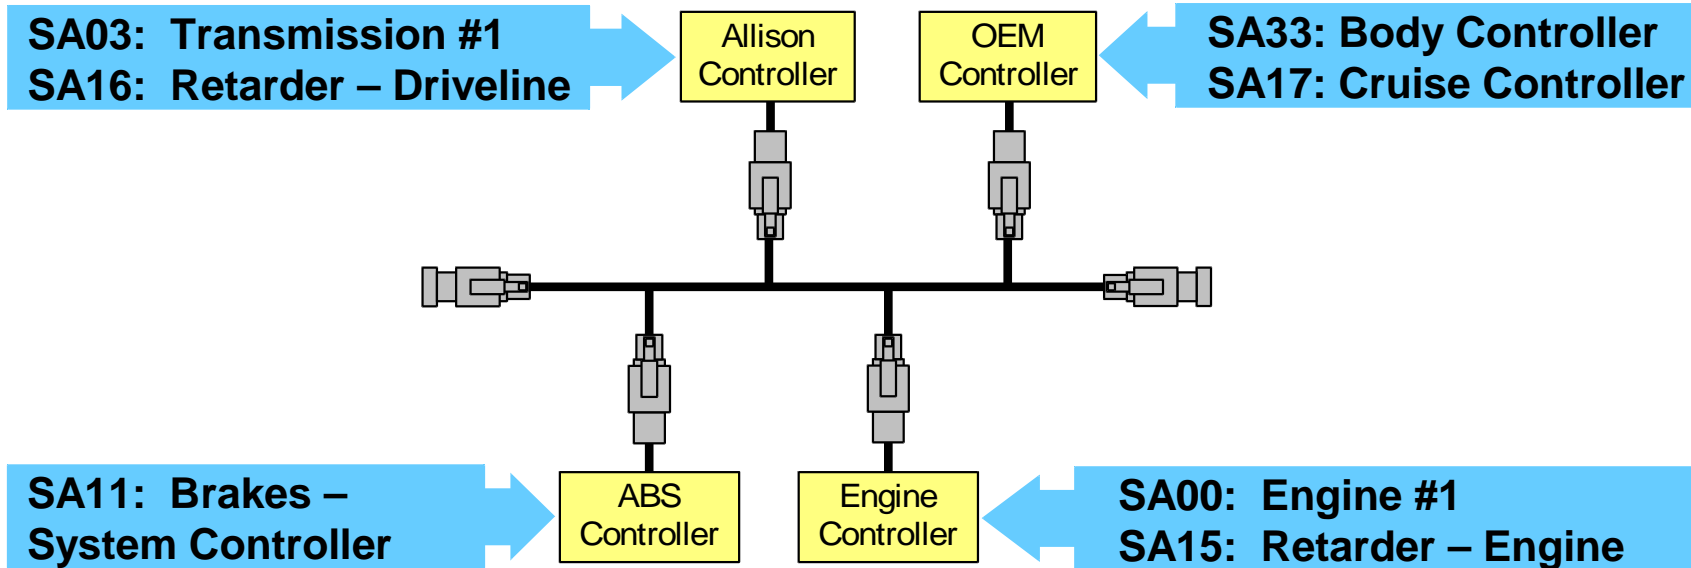 SA03:  Transmission #1
SA16:  Retarder – Driveline
Allison
Controller
OEM
Controller
SA33: Body Controller
SA17: Cruise Controller
SA11:  Brakes –
System Controller
ABS
Controller
Engine
Controller
SA00:  Engine #1
SA15:  Retarder – Engine